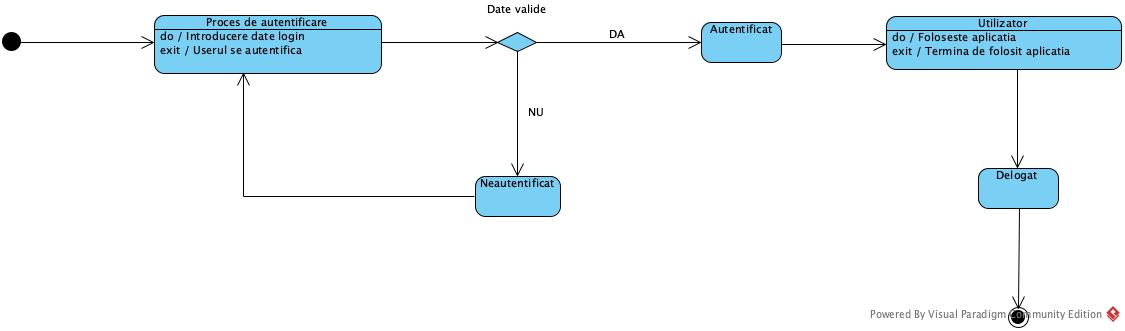 Date valide
Proces de autentificare
do / Introducere date login
exit / Userul se autentifica
DA
Autentificat
Utilizator
do / Foloseste aplicatia
exit / Termina de folosit aplicatia
NU
Neautentificat
Delogat
Powered By Visual Paradigm Community Edition